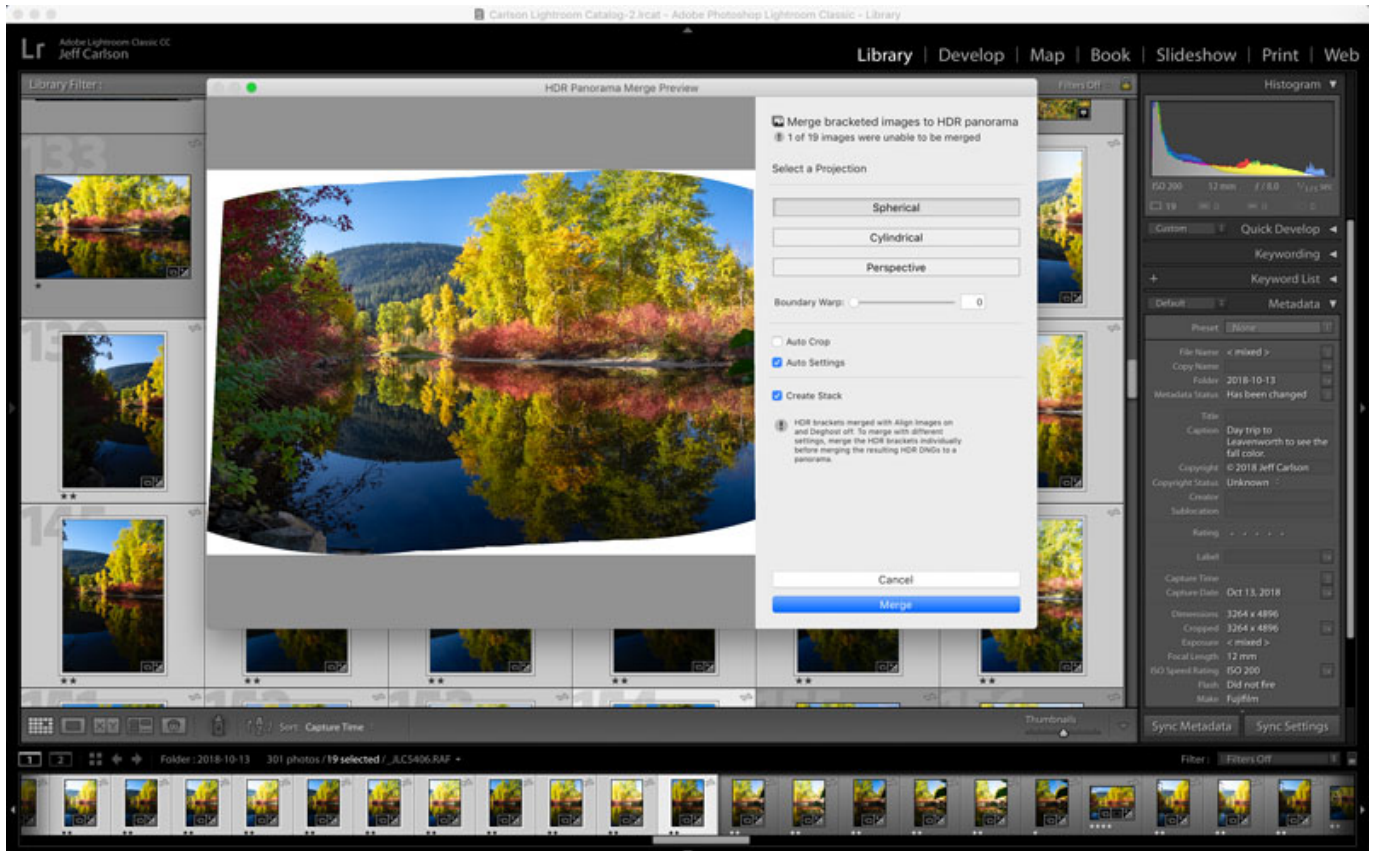 Carlson Lightroom Catalog-2.lrcat - Adobe Photoshop Lightroom Classic - Library
Lr
Adobe Lightroom Classic CC
Jeff Carlson
Library | Develop | Map | Book | Slideshow | Print | Web
Library Filter:
Filters Off
Histogram
HDR Panorama Merge Preview
Merge bracketed images to HDR panorama
1 of 19 images were unable to be merged
Select a Projection
Spherical
Cylindrical
Perspective
Boundary Warp:
0
Auto Crop
Auto Settings
Create Stack
HDR brackets merged with Align Images on
and Deghost off. To merge with different
settings, merge the HDR brackets individually
before merging the resulting HDR DNGs to a
panorama.
Cancel
Merge
133
139
145
151
152
153
154
ISO 200 12 mm f / 8.0
19
Custom
Quick Develop
Keywording
+ Keyword List
Default
Metadata
Preset None
File Name < mixed >
Copy Name
Folder 2018-10-13
Metadata Status Has been changed
Title
Caption Day trip to
Leavenworth to see the
fall color.
Copyright © 2018 Jeff Carlson
Copyright Status Unknown
Creator
Sublocation
Rating
Label
Capture Time
Capture Date Oct 13, 2018
Dimensions 3264 x 4896
Cropped 3264 x 4896
Exposure < mixed >
Focal Length 12 mm
ISO Speed Rating ISO 200
Flash Did not fire
Make Fujifilm
Sort: Capture Time
Thumbnails
Sync Metadata
Sync Settings
1 2
Folder : 2018-10-13 301 photos / 19 selected / _JLC5406.RAF
Filter : Filters Off